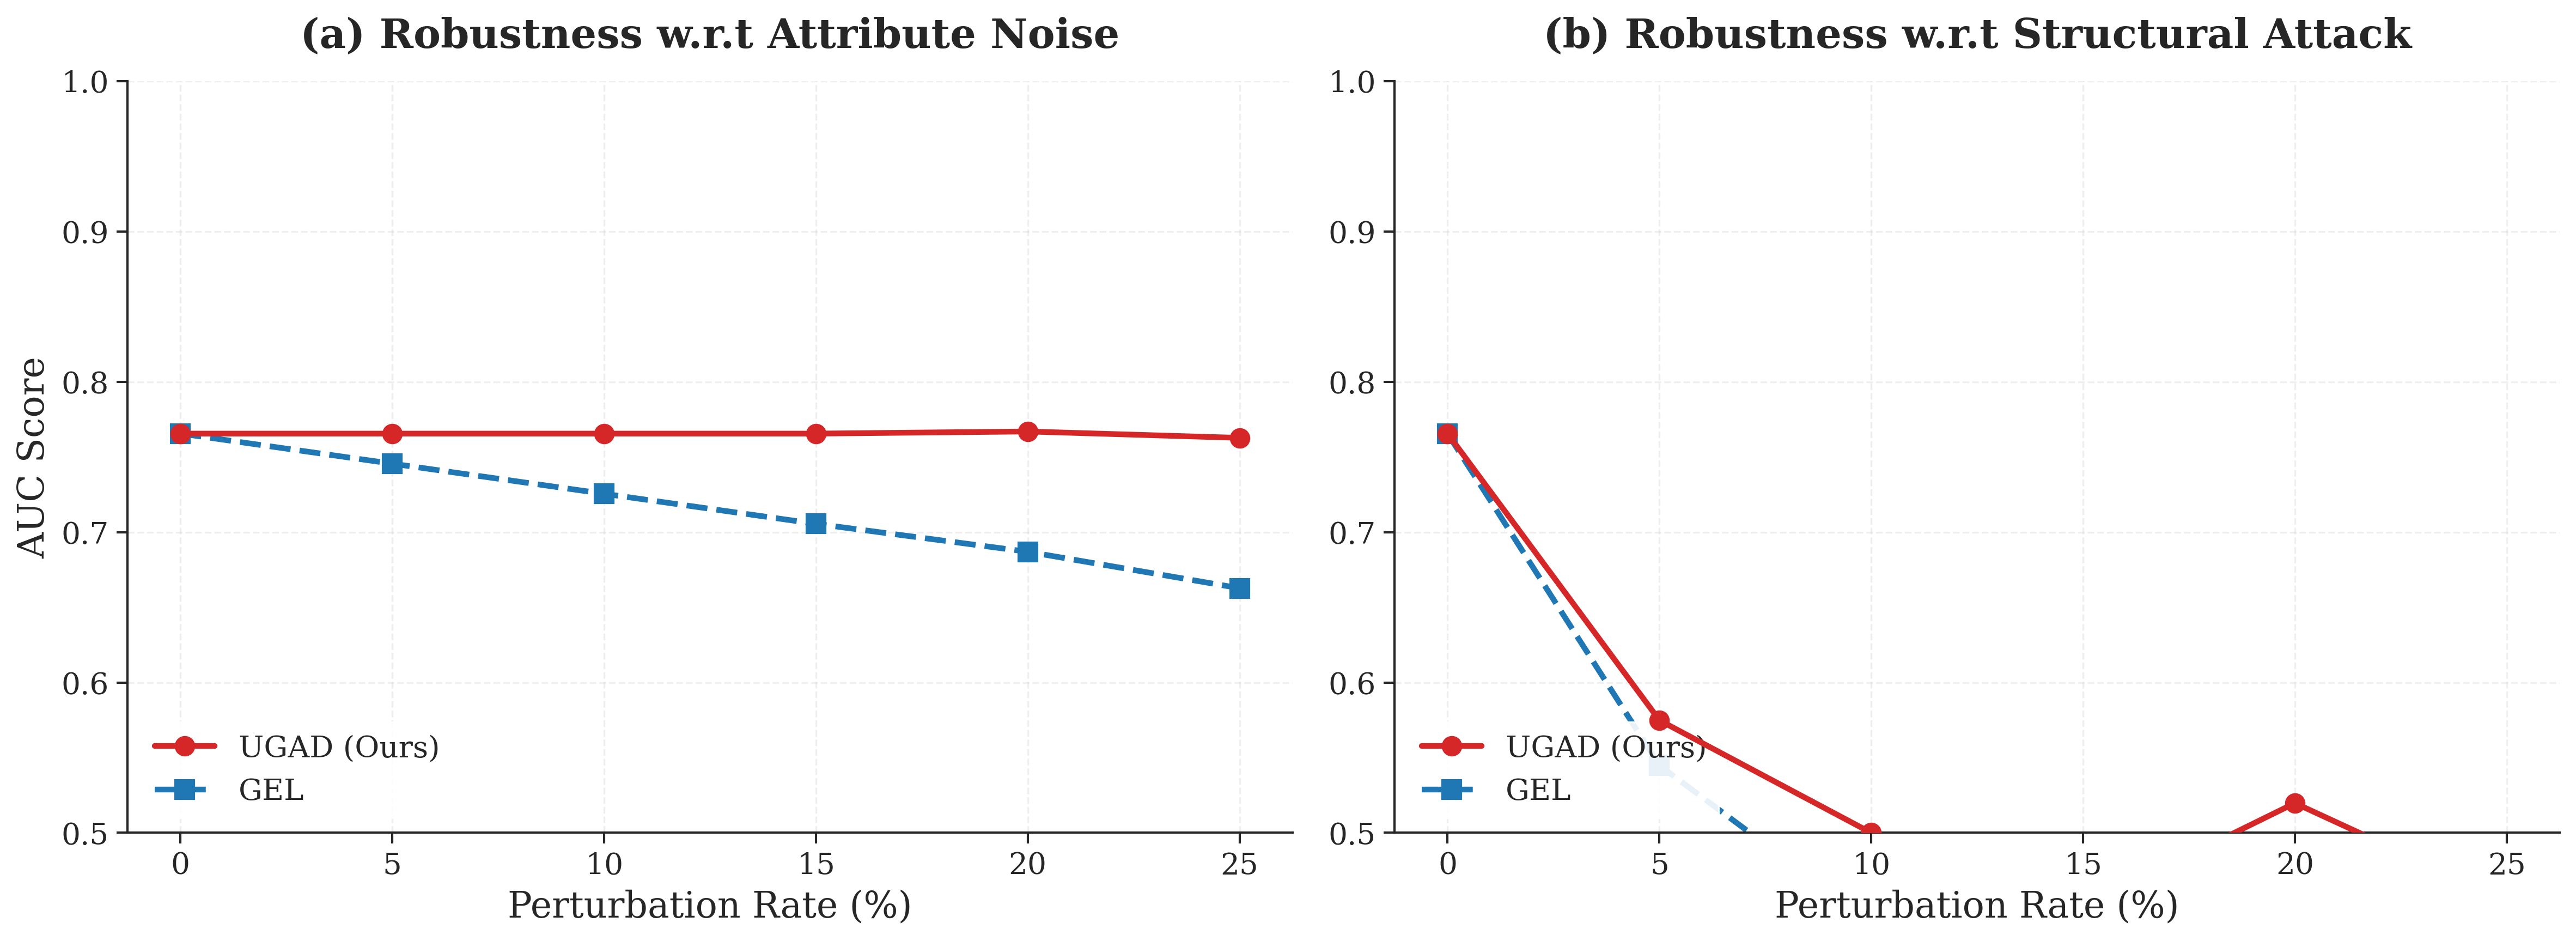 (a) Robustness w.r.t Attribute Noise
AUC Score
1.0
0.9
0.8
0.7
0.6
0.5
UGAD (Ours)
GEL
0 5 10 15 20 25
Perturbation Rate (%)
(b) Robustness w.r.t Structural Attack
1.0
0.9
0.8
0.7
0.6
0.5
UGAD (Ours)
GEL
0 5 10 15 20 25
Perturbation Rate (%)